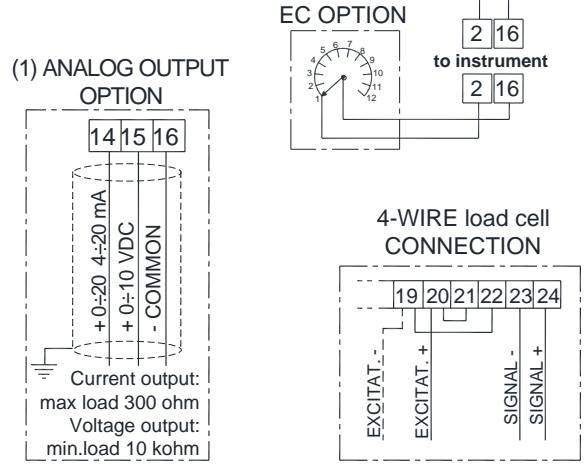 EC OPTION
1 2 3 4 5 6 7 8 9 10 11 12
2 16
to instrument
2 16
(1) ANALOG OUTPUT
OPTION
14 15 16
+ 0÷20 4÷20 mA
+ 0÷10 VDC
- COMMON
Current output:
max load 300 ohm
Voltage output:
min.load 10 kohm
4-WIRE load cell
CONNECTION
19 20 21 22 23 24
EXCITAT. -
EXCITAT. +
SIGNAL -
SIGNAL +